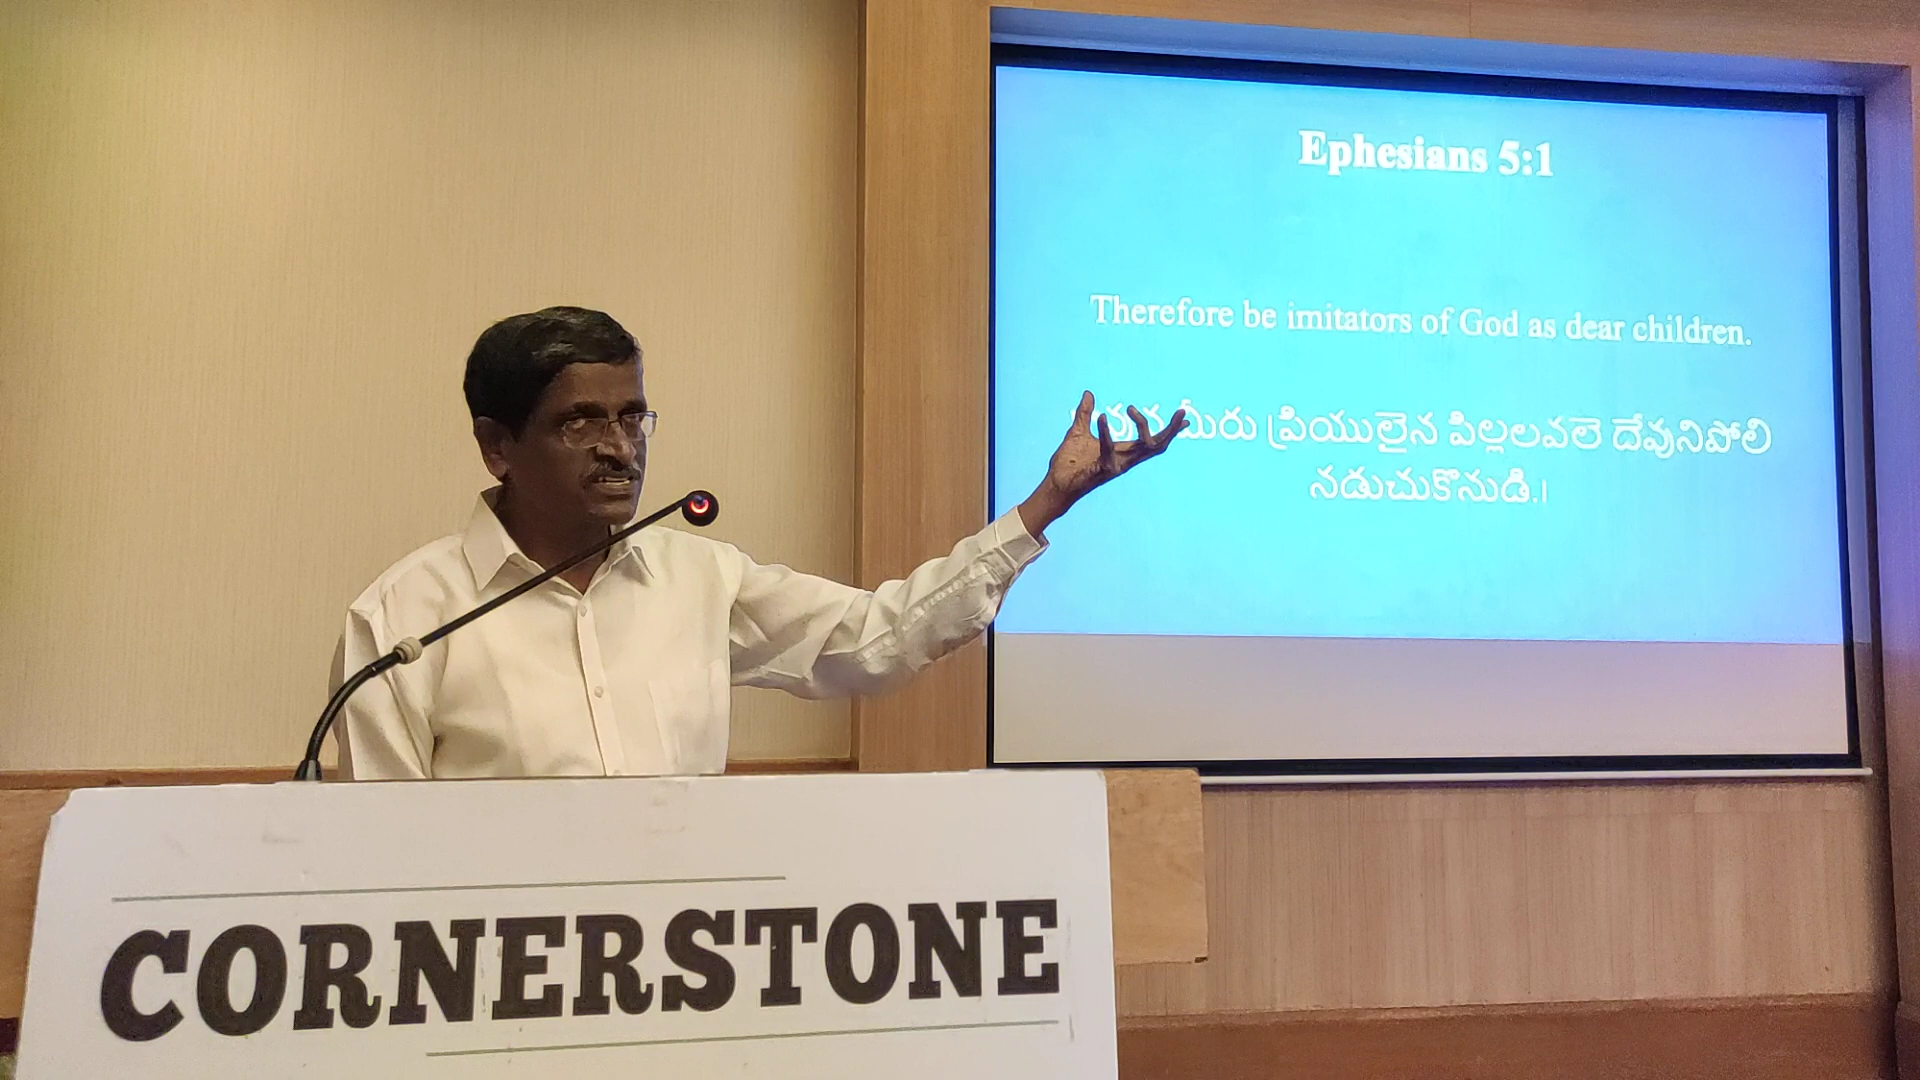 Ephesians 5:1
Therefore be imitators of God as dear children.
మీరు ప్రియులైన పిల్లలవలె దేవునిపోలి
నడుచుకొనుడి.।
CORNERSTONE